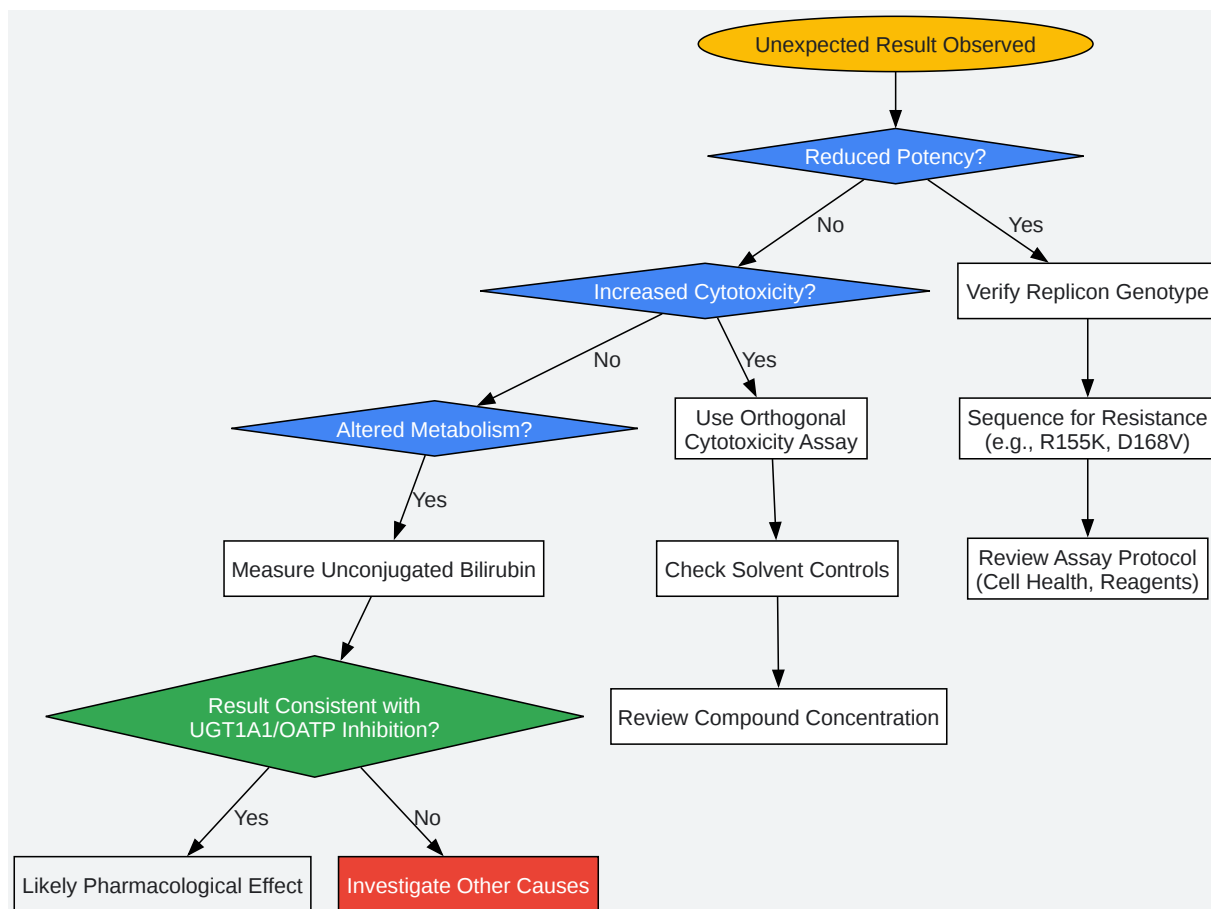 Unexpected Result Observed
Reduced Potency?
No
Yes
Increased Cytotoxicity?
Verify Replicon Genotype
No
Yes
Altered Metabolism?
Use Orthogonal
Cytotoxicity Assay
Sequence for Resistance
(e.g., R155K, D168V)
Yes
Measure Unconjugated Bilirubin
Check Solvent Controls
Review Assay Protocol
(Cell Health, Reagents)
Result Consistent with
UGT1A1/OATP Inhibition?
Review Compound Concentration
Yes
No
Likely Pharmacological Effect
Investigate Other Causes